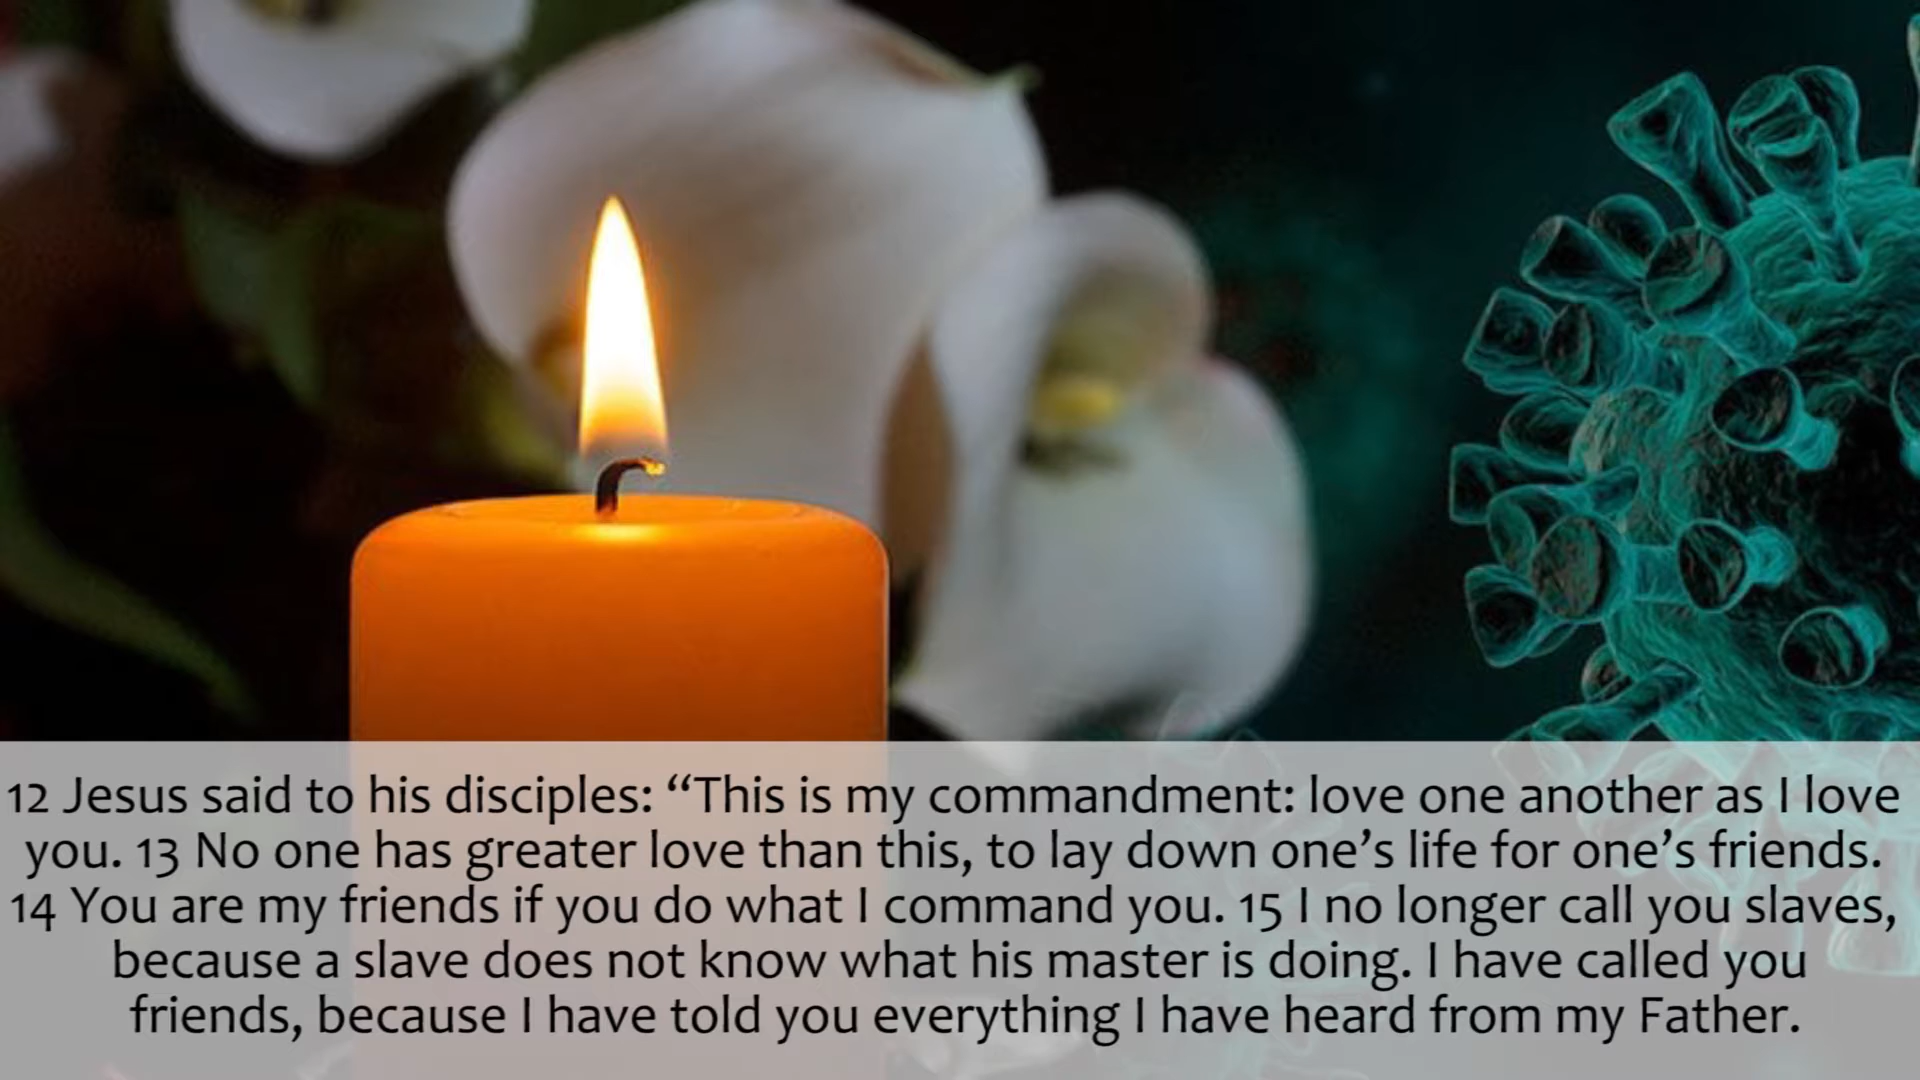 12 Jesus said to his disciples: “This is my commandment: love one another as I love
you. 13 No one has greater love than this, to lay down one’s life for one’s friends.
14 You are my friends if you do what I command you. 15 I no longer call you slaves,
because a slave does not know what his master is doing. I have called you
friends, because I have told you everything I have heard from my Father.